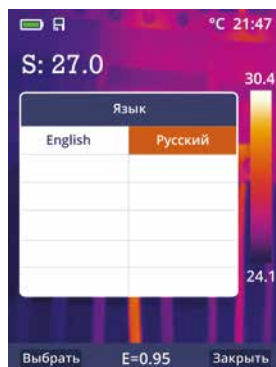 °C 21:47
S: 27.0
30.4
Язык
English Русский
24.1
Выбрать E=0.95 Закрыть